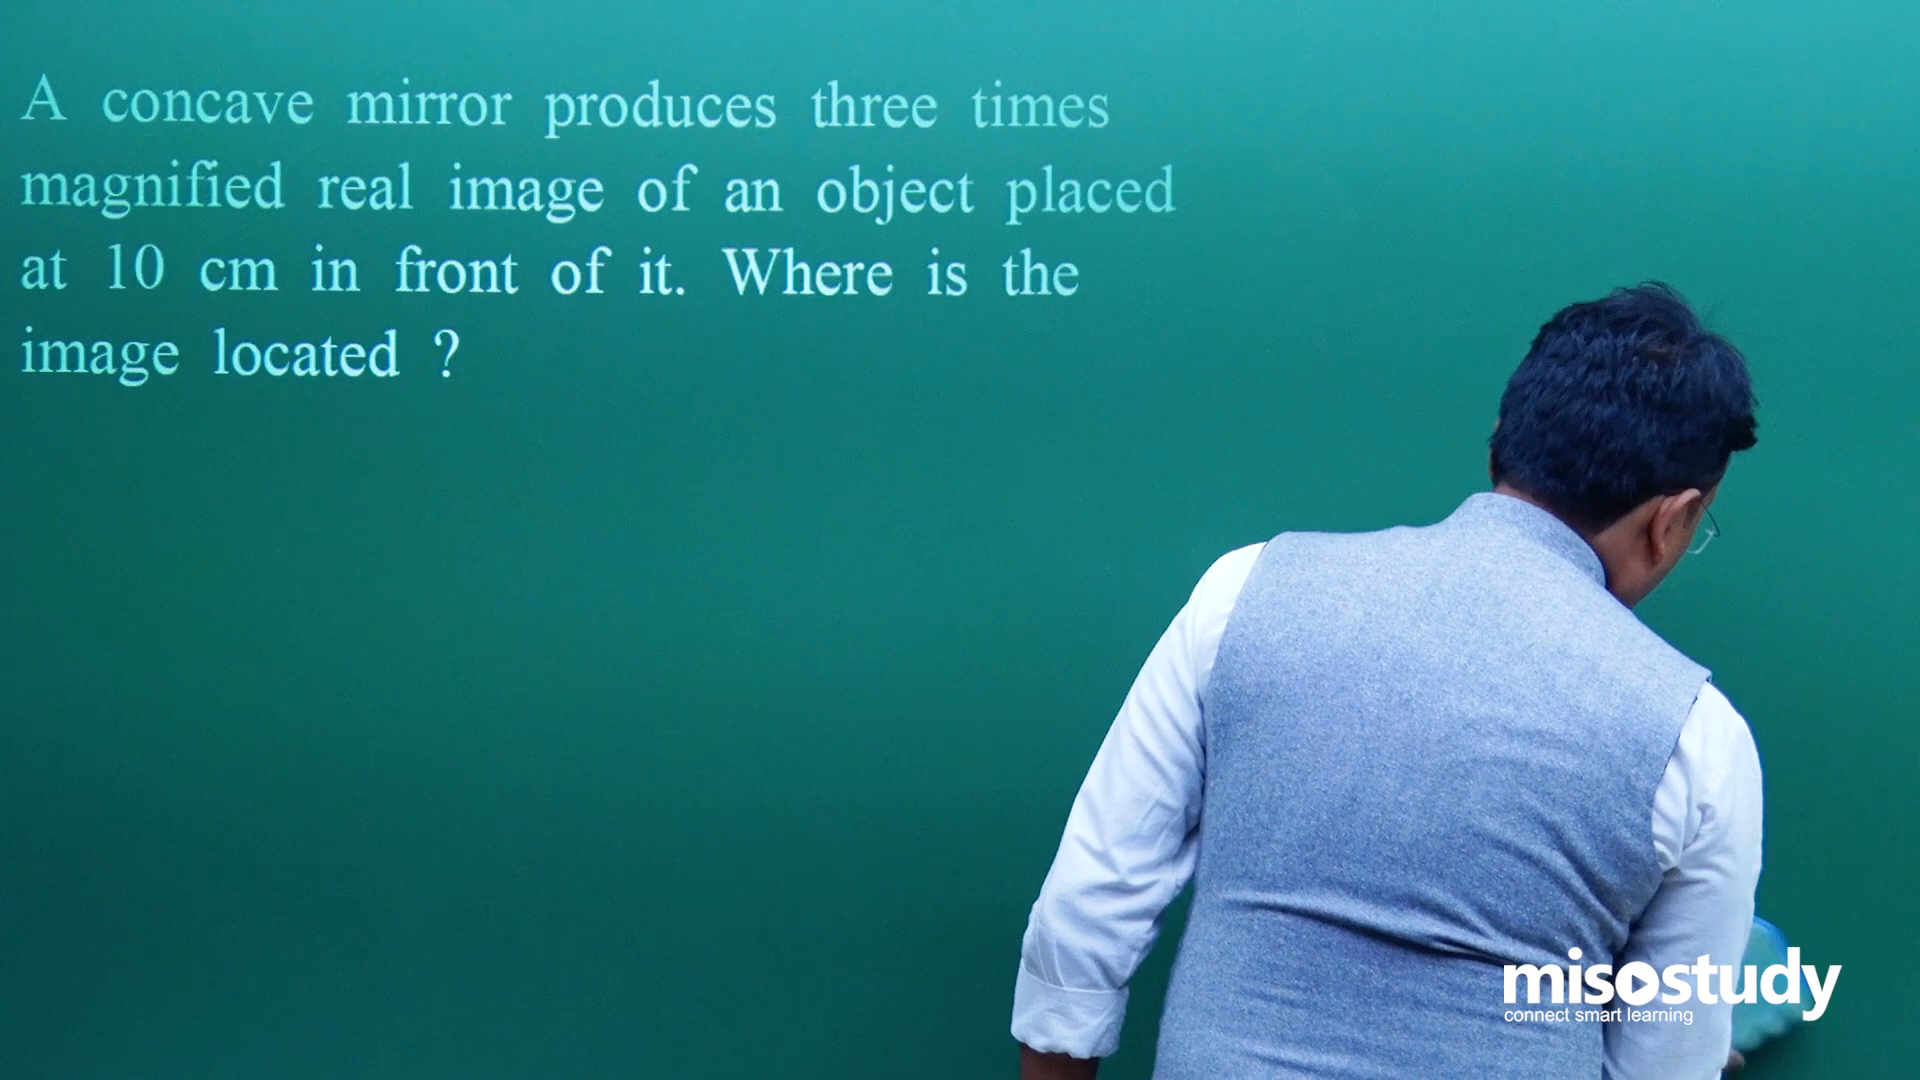 A concave mirror produces three times
magnified real image of an object placed
at 10 cm in front of it. Where is the
image located ?
misostudy
connect smart learning